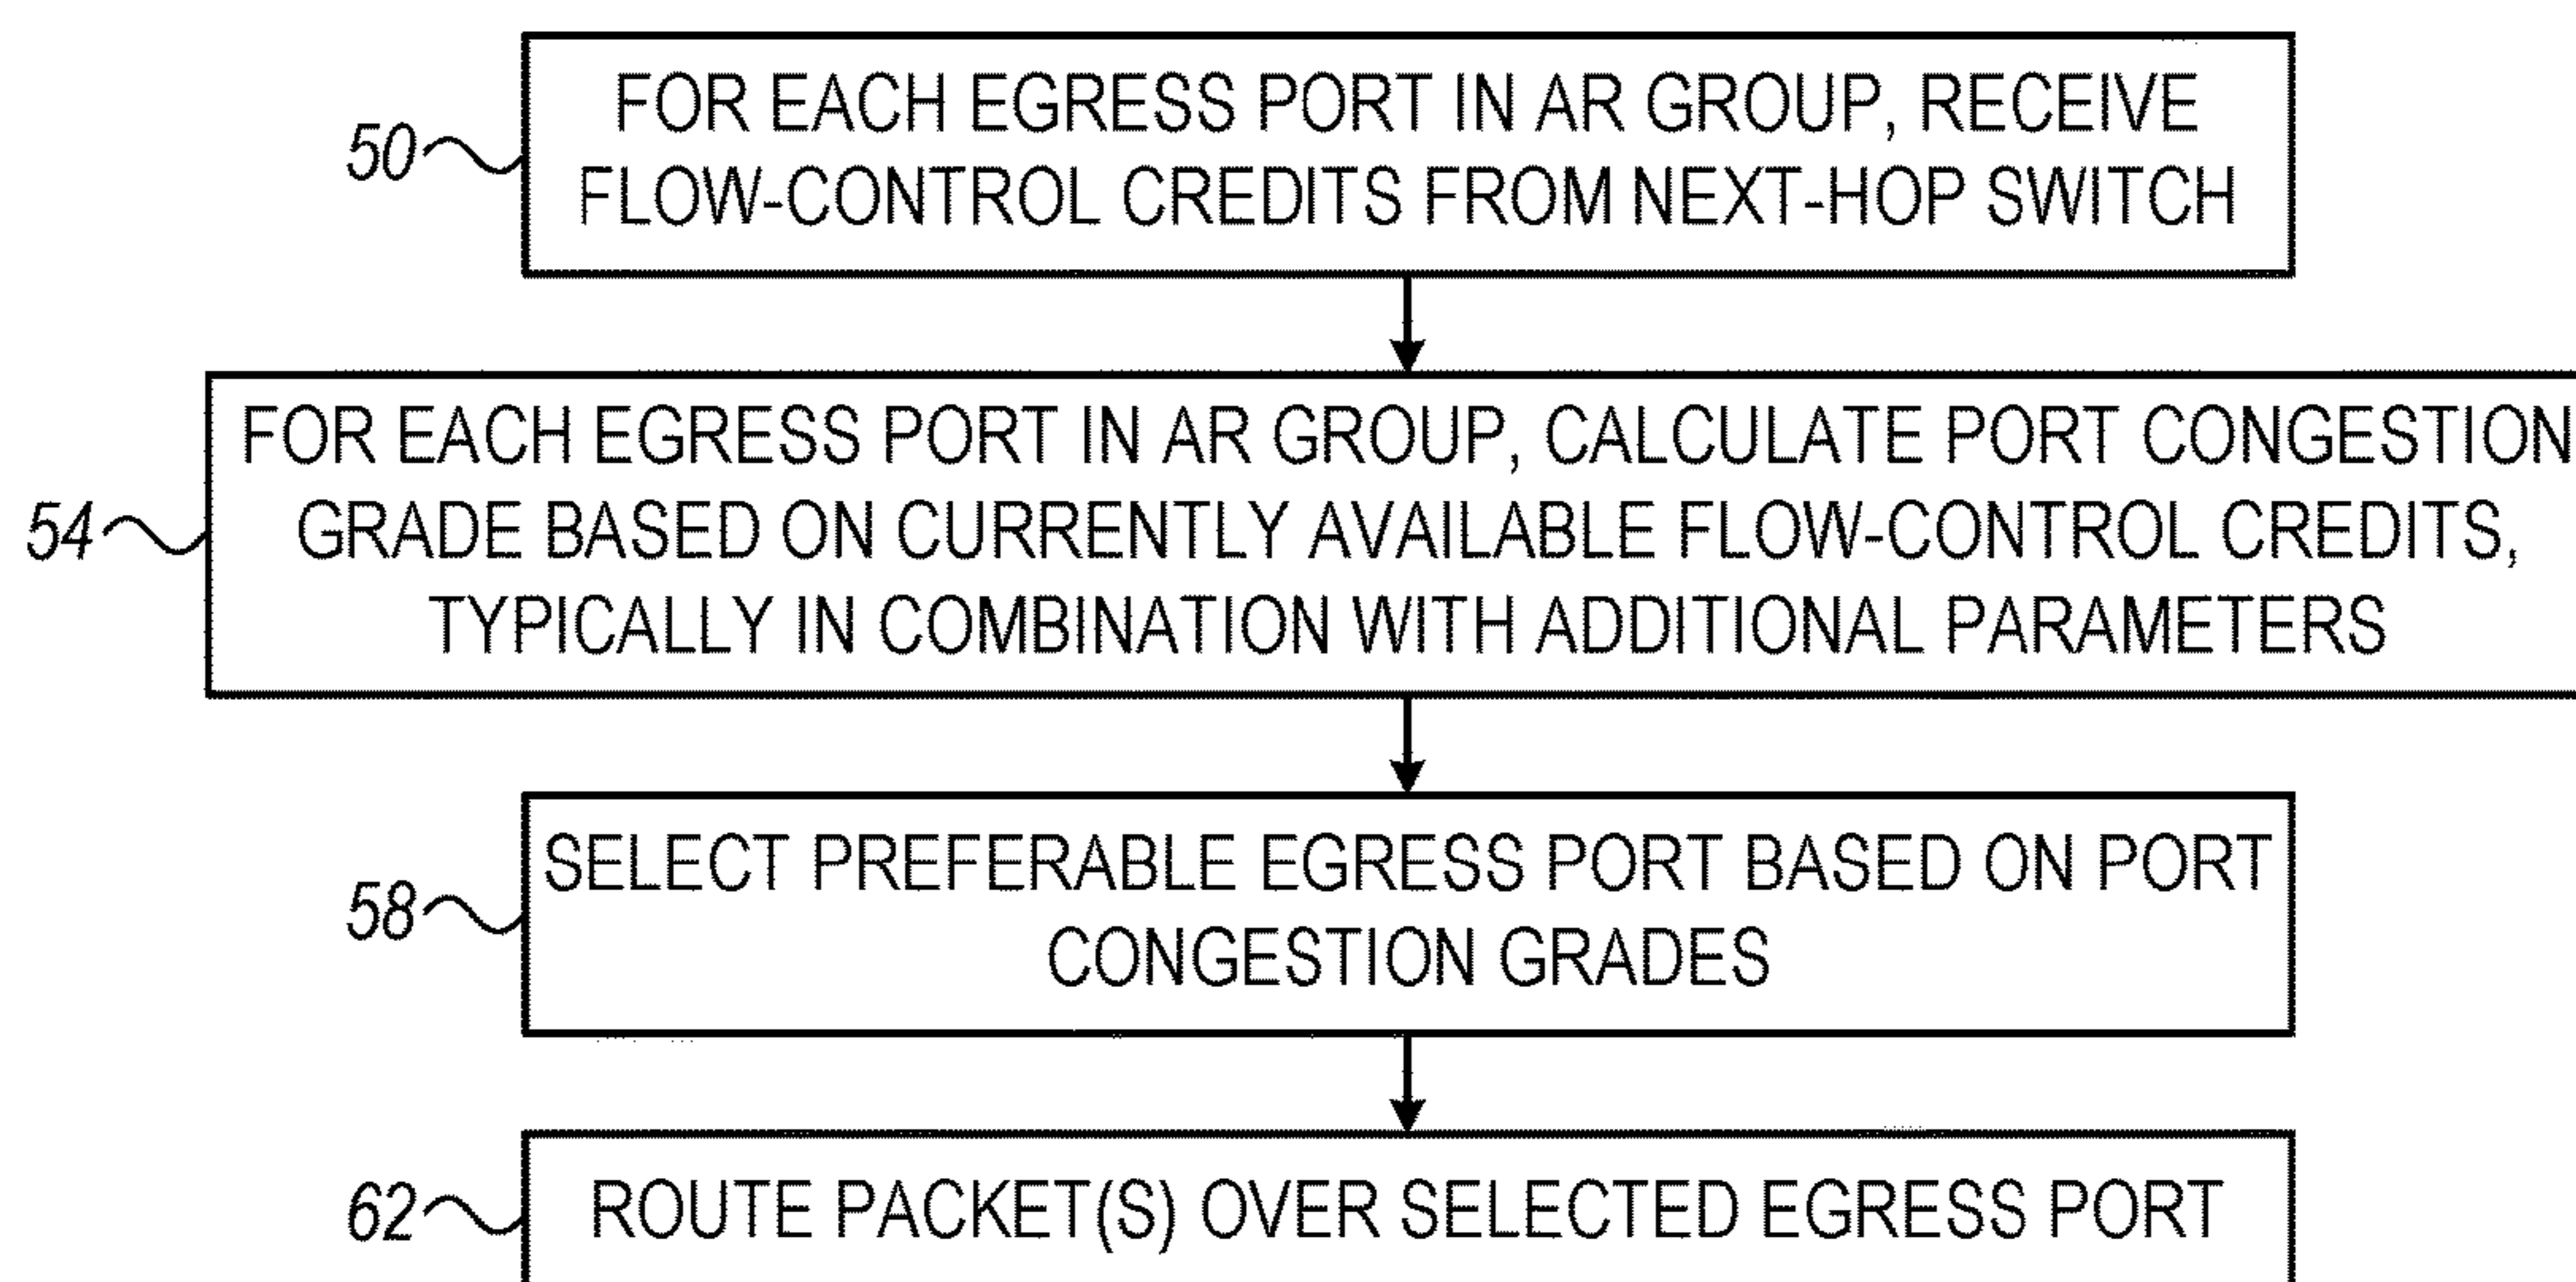 FOR EACH EGRESS PORT IN AR GROUP, RECEIVE
50
FLOW-CONTROL CREDITS FROM NEXT-HOP SWITCH
FOR EACH EGRESS PORT IN AR GROUP, CALCULATE PORT CONGESTION
54
GRADE BASED ON CURRENTLY AVAILABLE FLOW-CONTROL CREDITS,
TYPICALLY IN COMBINATION WITH ADDITIONAL PARAMETERS
SELECT PREFERABLE EGRESS PORT BASED ON PORT
58
CONGESTION GRADES
62
ROUTE PACKET(S) OVER SELECTED EGRESS PORT